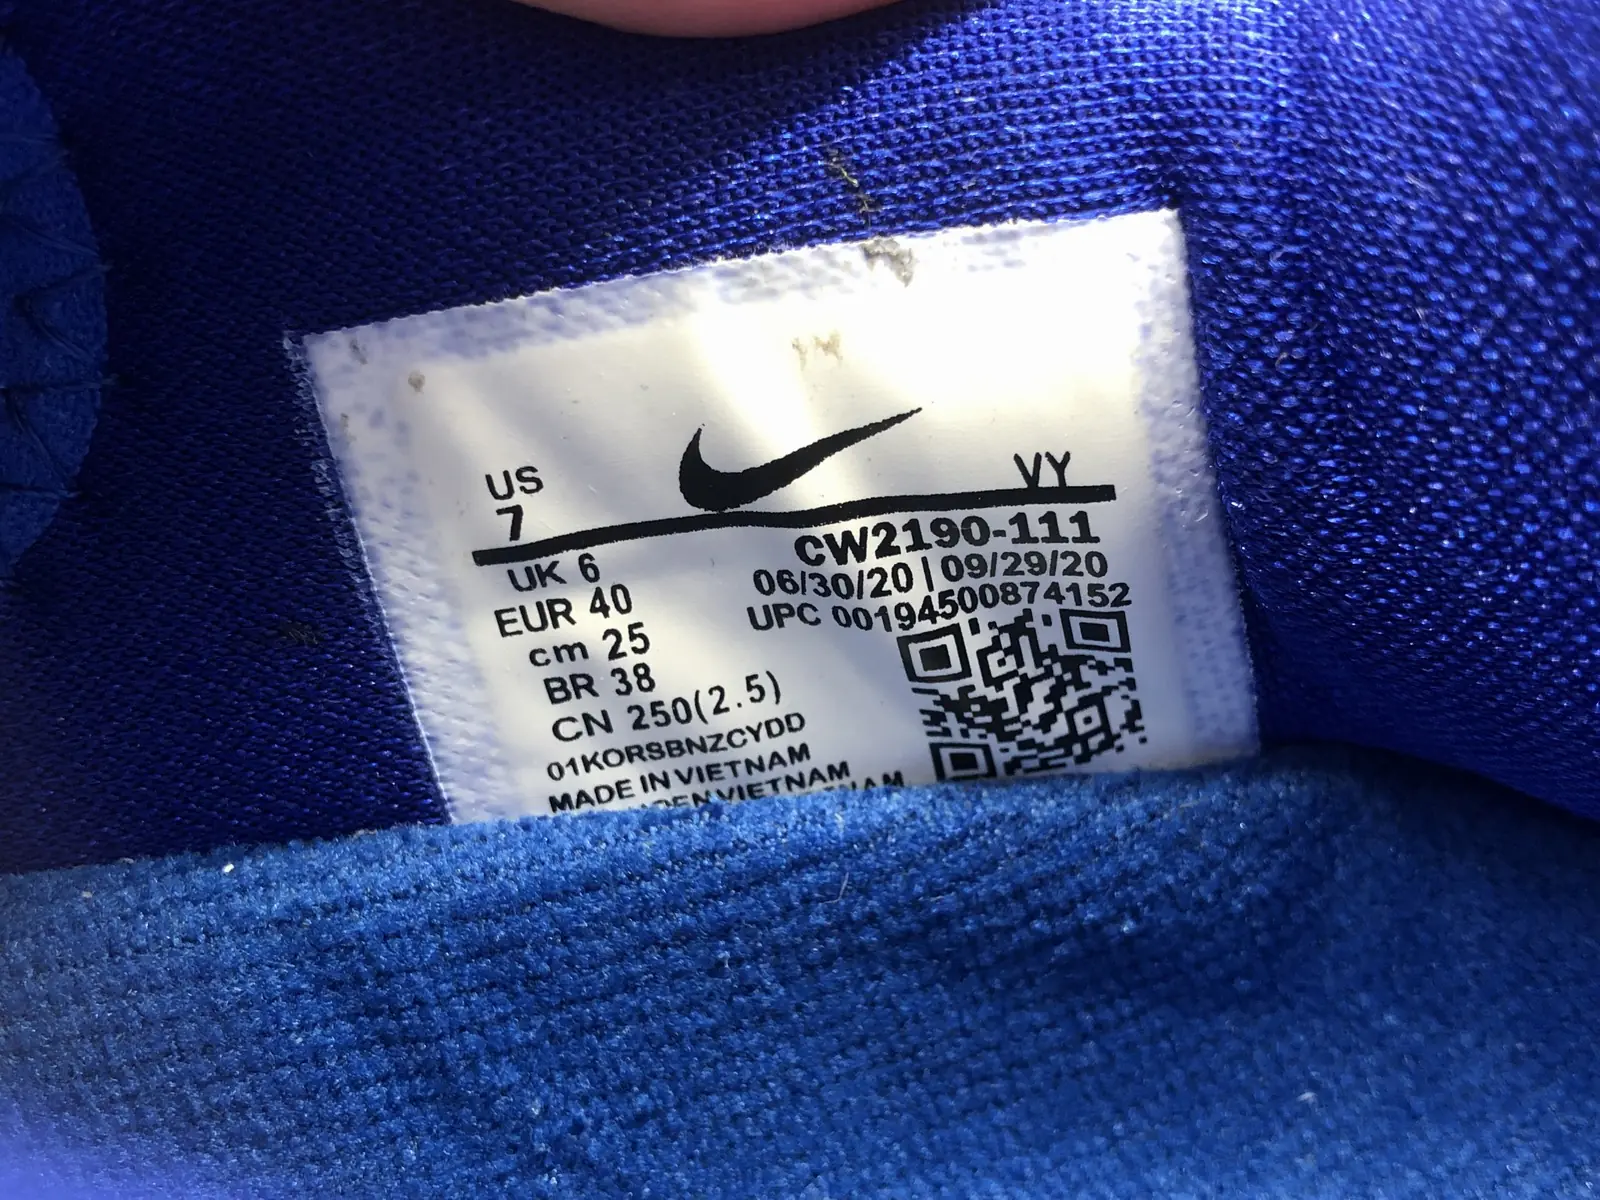 US
7
VY
UK 6
EUR 40
cm 25
BR 38
CN 250(2.5)
01KORSBNZCYDD
MADE IN VIETNAM
VIETNAM
CW2190-111
06/30/20 | 09/29/20
UPC 00194500874152